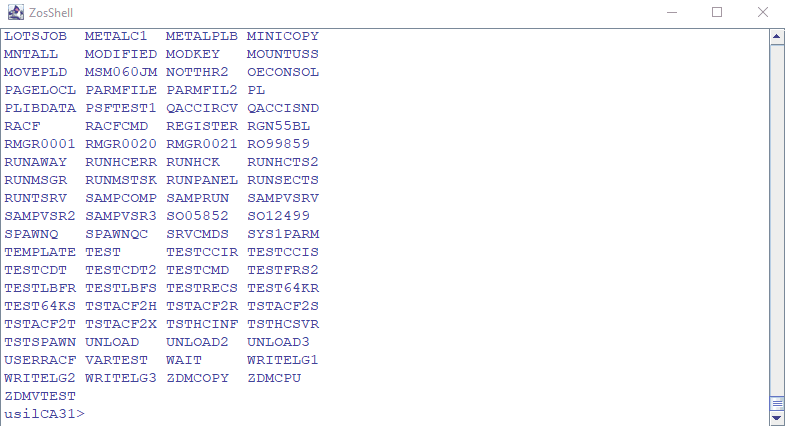 ZosShell
LOTSJOB METALC1 METALPLB MINICOPY
MNTALL MODIFIED MODKEY MOUNTUSS
MOVEPLD MSM060JM NOTTHR2 OECONSOL
PAGELOCL PARMFILE PARMFIL2 PL
PLIBDATA PSFTEST1 QACCIRCV QACCISND
RACF RACFCMD REGISTER RGN55BL
RMGR0001 RMGR0020 RMGR0021 RO99859
RUNAWAY RUNHCERR RUNHCK RUNHCTS2
RUNMSGR RUNMSTSK RUNPANEL RUNSECTS
RUNTSRV SAMPCOMP SAMPRUN SAMPVSRV
SAMPVSR2 SAMPVSR3 SO05852 SO12499
SPAWNQ SPAWNQC SRVCMDS SYS1PARM
TEMPLATE TEST TESTCCIR TESTCCIS
TESTCDT TESTCDT2 TESTCMD TESTFRS2
TESTLBFR TESTLBFS TESTRECS TEST64KR
TEST64KS TSTACF2H TSTACF2R TSTACF2S
TSTACF2T TSTACF2X TSTHCINF TSTHCSVR
TSTSPAWN UNLOAD UNLOAD2 UNLOAD3
USERRACF VARTEST WAIT WRITELG1
WRITELG2 WRITELG3 ZDMCOPY ZDMCPU
ZDMVTEST
usilCA31>